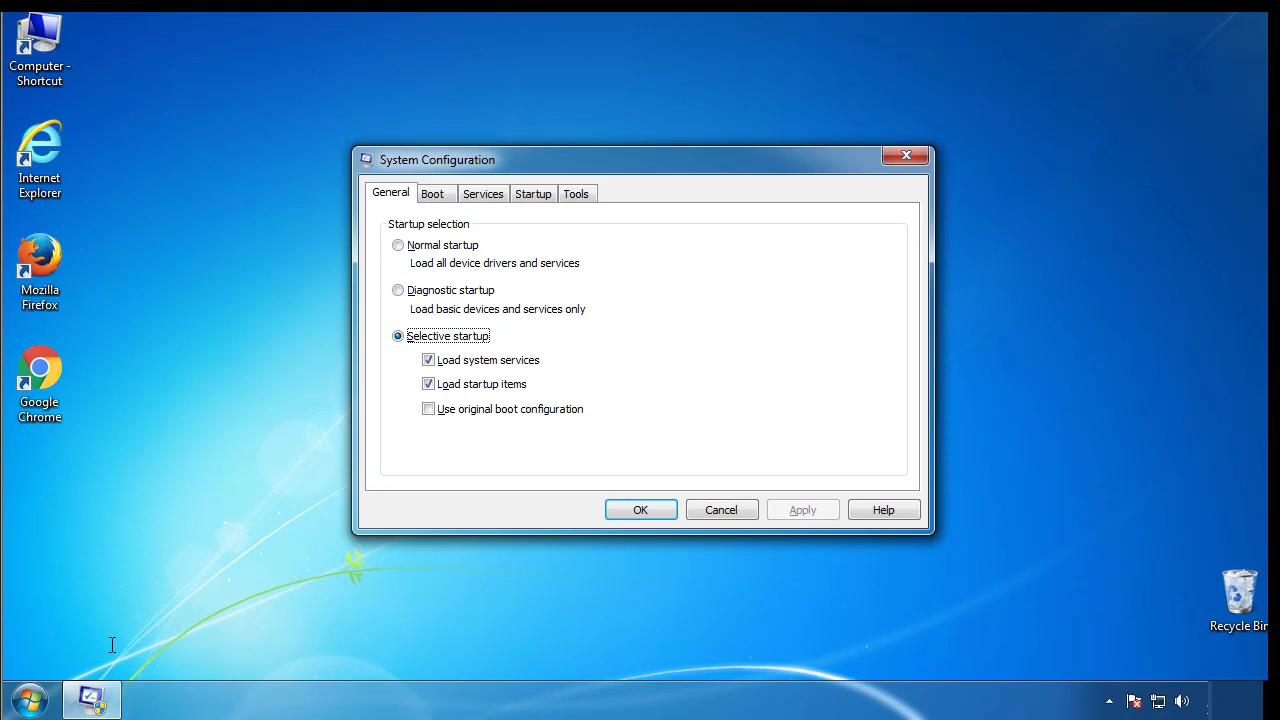 Computer -
Shortcut
Internet
Explorer
Mozilla
Firefox
Google
Chrome
System Configuration
General Boot Services Startup Tools
Startup selection
Normal startup
Load all device drivers and services
Diagnostic startup
Load basic devices and services only
Selective startup
Load system services
Load startup items
Use original boot configuration
OK Cancel Apply Help
Recycle Bin